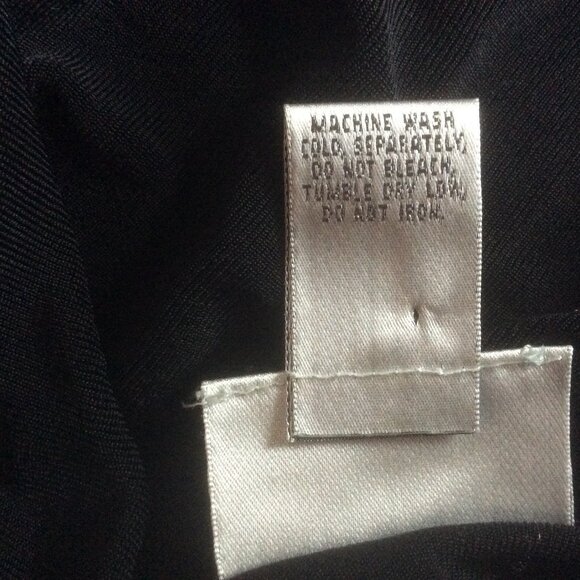 MACHINE WASH
COLD, SEPARATELY,
DO NOT BLEACH,
TUMBLE DRY LOW,
DO NOT IRON.